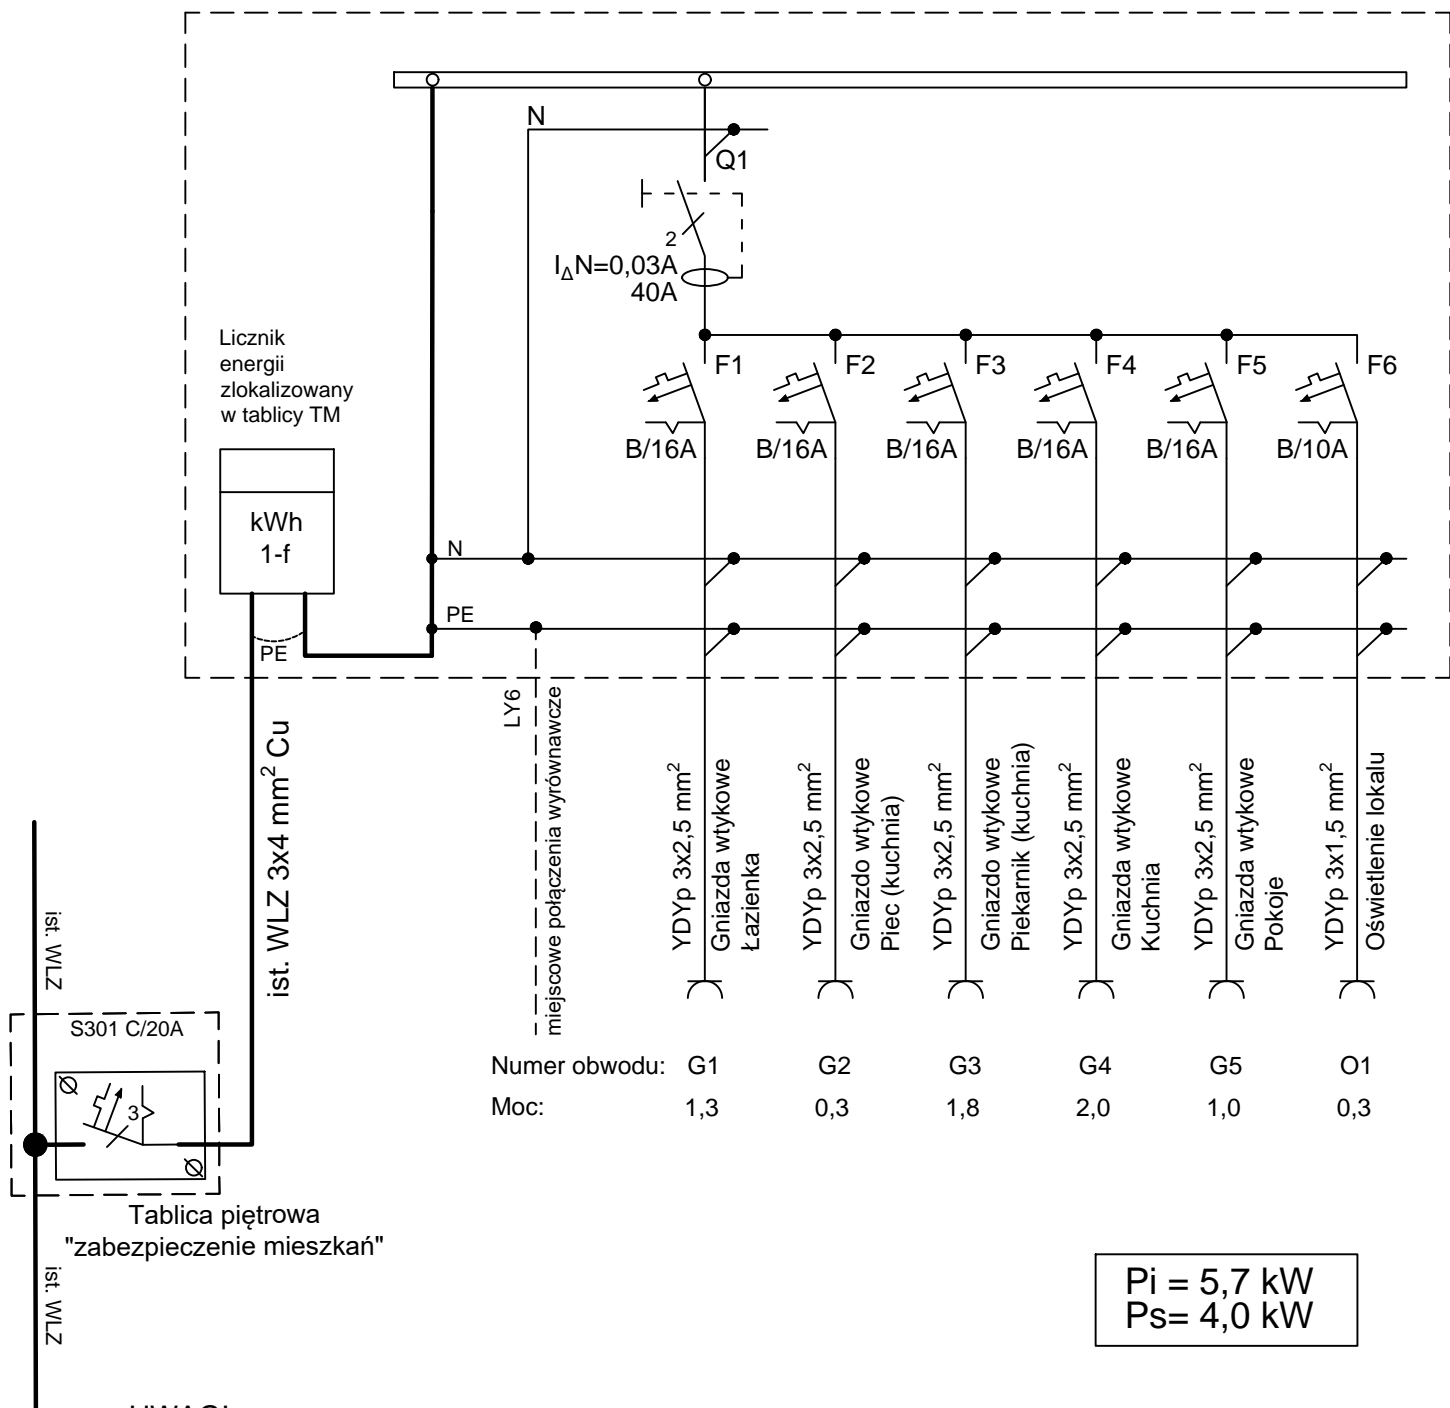 N
Q1
2
I∆N=0,03A
40A
Licznik
energii
zlokalizowany
w tablicy TM
F1
F2
F3
F4
F5
F6
B/16A
B/16A
B/16A
B/16A
B/16A
B/10A
kWh
1-f
N
PE
PE
LY6
miejscowe połączenia wyrównawcze
ist. WLZ 3x4 mm² Cu
YDYp 3x2,5 mm²
Gniazda wtykowe
Łazienka
YDYp 3x2,5 mm²
Gniazdo wtykowe
Piec (kuchnia)
YDYp 3x2,5 mm²
Gniazdo wtykowe
Piekarnik (kuchnia)
YDYp 3x2,5 mm²
Gniazda wtykowe
Kuchnia
YDYp 3x2,5 mm²
Gniazda wtykowe
Pokoje
YDYp 3x1,5 mm²
Oświetlenie lokalu
ist. WLZ
S301 C/20A
3
Numer obwodu: G1 G2 G3 G4 G5 O1
Moc: 1,3 0,3 1,8 2,0 1,0 0,3
Tablica piętrowa
"zabezpieczenie mieszkań"
ist. WLZ
Pi = 5,7 kW
Ps= 4,0 kW